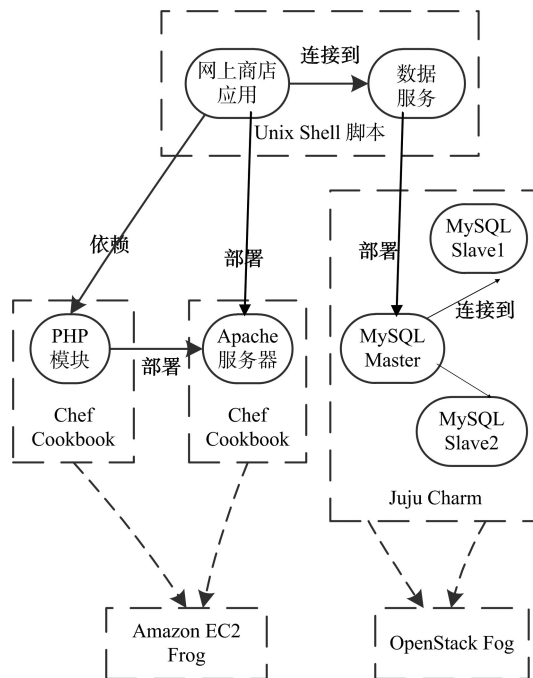 连接到
网上商店
应用
数据
服务
Unix Shell 脚本
依赖
部署
部署
MySQL
Slave1
连接到
PHP
模块
部署
Apache
服务器
MySQL
Master
MySQL
Slave2
Chef
Cookbook
Chef
Cookbook
Juju Charm
Amazon EC2
Frog
OpenStack Fog